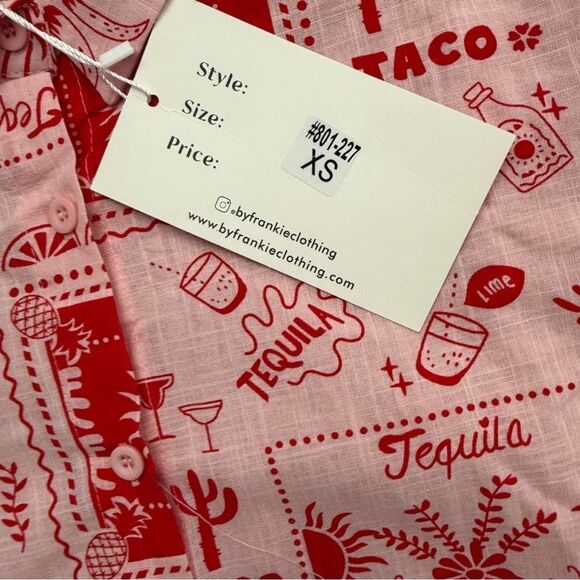 TACO
Style:
Size:
Price:
#801-227
XS
@byfrankieclothing
www.byfrankieclothing.com
LIME
TEQUILA
Tequila